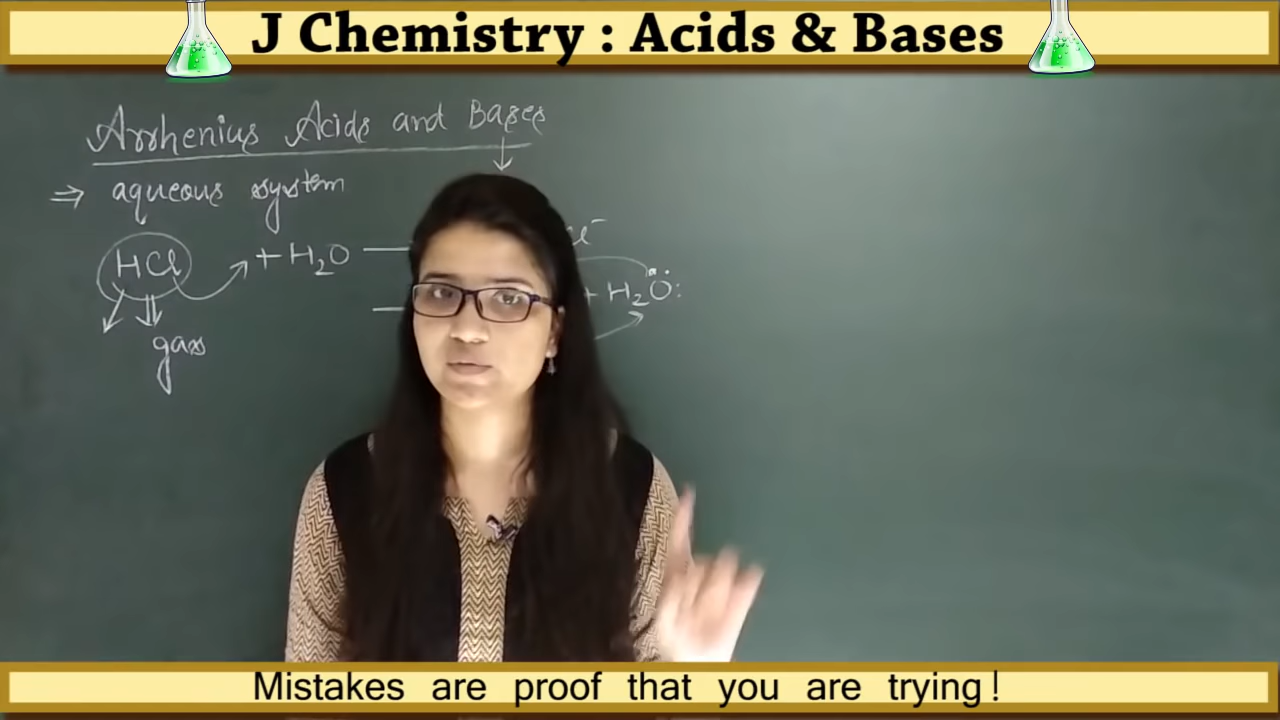 J Chemistry : Acids & Bases
Arrhenius Acids and Bases
⇒ aqueous system
HCl + H₂O
+ H₂O
gas
Mistakes are proof that you are trying !